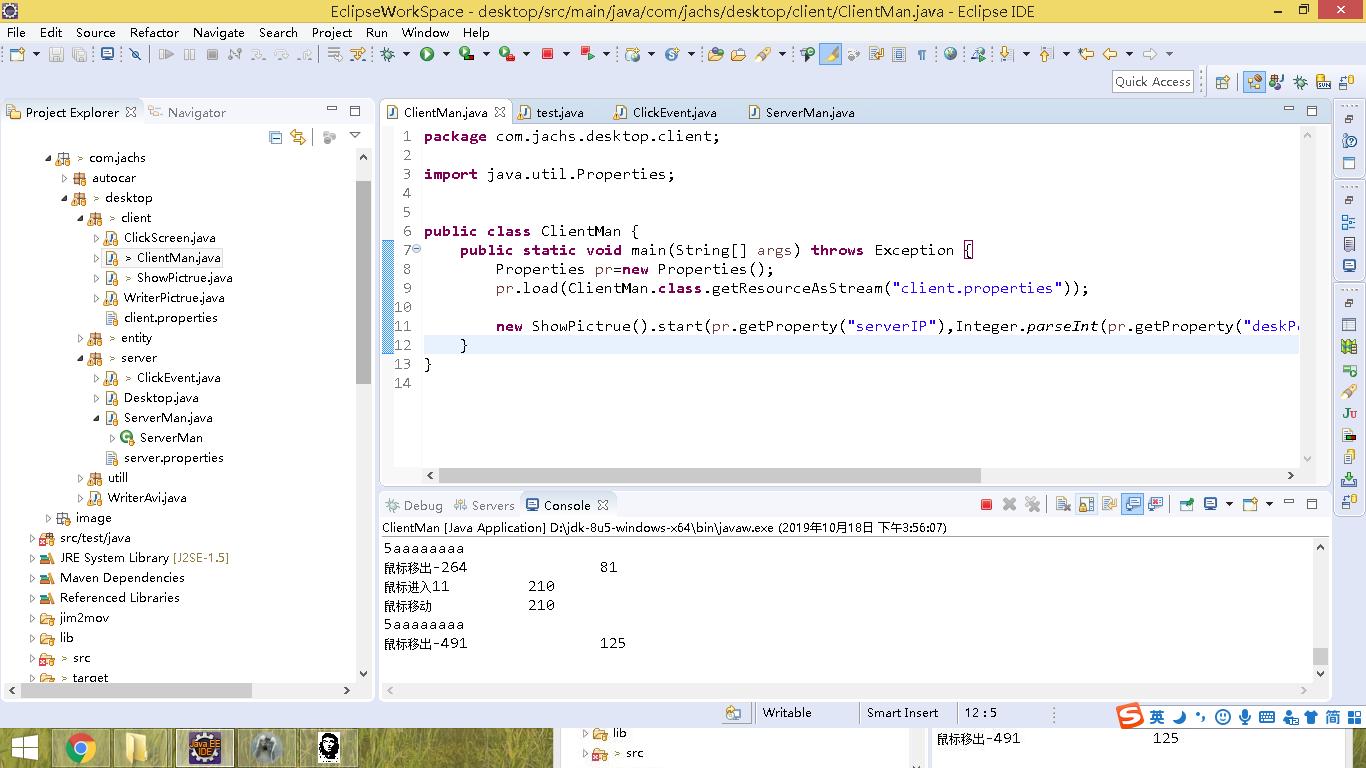 EclipseWorkSpace - desktop/src/main/java/com/jachs/desktop/client/ClientMan.java - Eclipse IDE
File Edit Source Refactor Navigate Search Project Run Window Help
Quick Access
Project Explorer Navigator
> com.jachs
autocar
> desktop
> client
ClickScreen.java
> ClientMan.java
> ShowPictrue.java
WriterPictrue.java
client.properties
> entity
> server
> ClickEvent.java
Desktop.java
ServerMan.java
ServerMan
server.properties
utill
WriterAvi.java
image
src/test/java
JRE System Library [J2SE-1.5]
Maven Dependencies
Referenced Libraries
jim2mov
lib
> src
> target
ClientMan.java test.java ClickEvent.java ServerMan.java
1 package com.jachs.desktop.client;
2
3 import java.util.Properties;
4
5
6 public class ClientMan {
7 public static void main(String[] args) throws Exception {
8 Properties pr=new Properties();
9 pr.load(ClientMan.class.getResourceAsStream("client.properties"));
10
11 new ShowPictrue().start(pr.getProperty("serverIP"),Integer.parseInt(pr.getProperty("deskP
12 }
13 }
14
Debug Servers Console
ClientMan [Java Application] D:\jdk-8u5-windows-x64\bin\javaw.exe (2019年10月18日 下午3:56:07)
5aaaaaaaa
鼠标移出-264 81
鼠标进入11 210
鼠标移动 210
5aaaaaaaa
鼠标移出-491 125
Writable Smart Insert 12 : 5
英 简
Java EE
IDE
lib
> src
鼠标移出-491 125